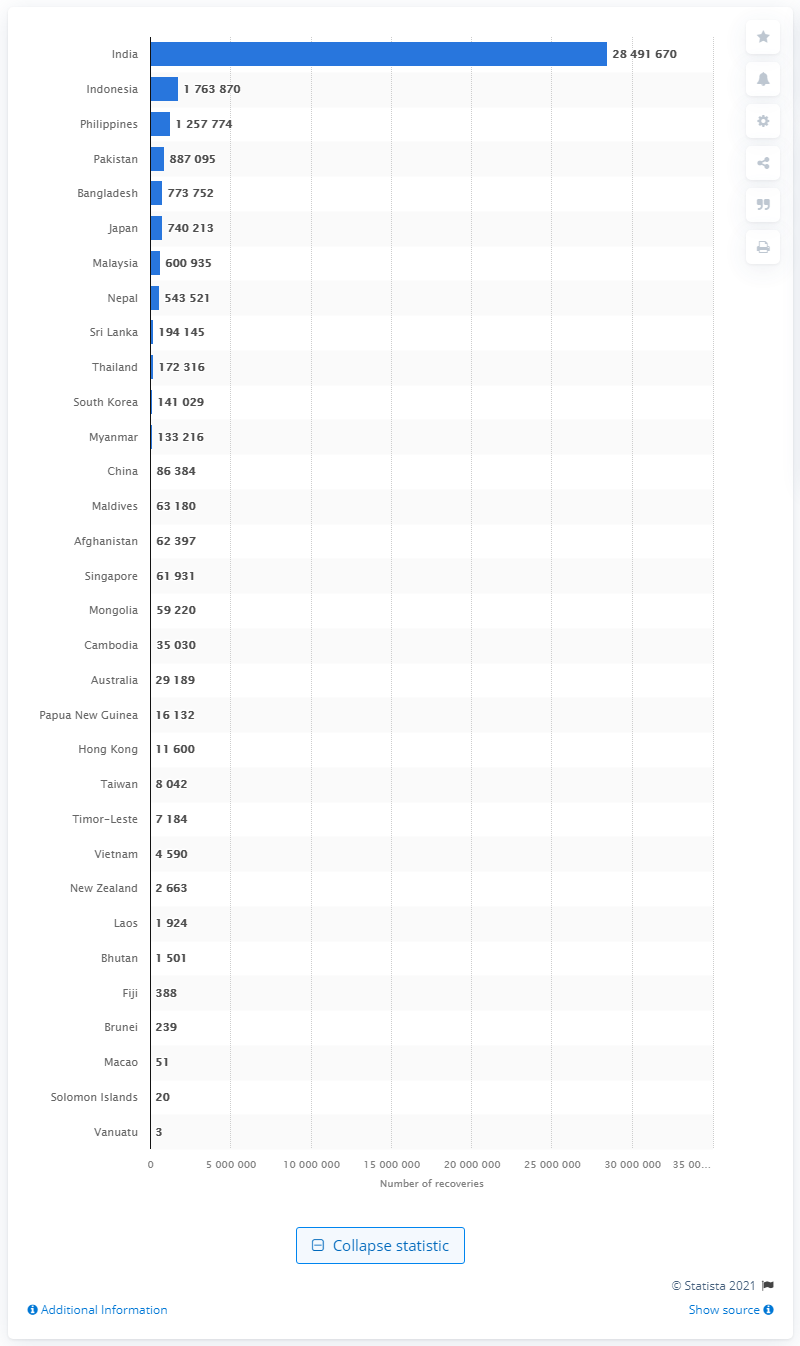 India 28 491 670
Indonesia 1 763 870
Philippines 1 257 774
Pakistan 887 095
Bangladesh 773 752
Japan 740 213
Malaysia 600 935
Nepal 543 521
Sri Lanka 194 145
Thailand 172 316
South Korea 141 029
Myanmar 133 216
China 86 384
Maldives 63 180
Afghanistan 62 397
Singapore 61 931
Mongolia 59 220
Cambodia 35 030
Australia 29 189
Papua New Guinea 16 132
Hong Kong 11 600
Taiwan 8 042
Timor-Leste 7 184
Vietnam 4 590
New Zealand 2 663
Laos 1 924
Bhutan 1 501
Fiji 388
Brunei 239
Macao 51
Solomon Islands 20
Vanuatu 3
0 5 000 000 10 000 000 15 000 000 20 000 000 25 000 000 30 000 000 35 00...
Number of recoveries
Collapse statistic
© Statista 2021
Additional Information Show source